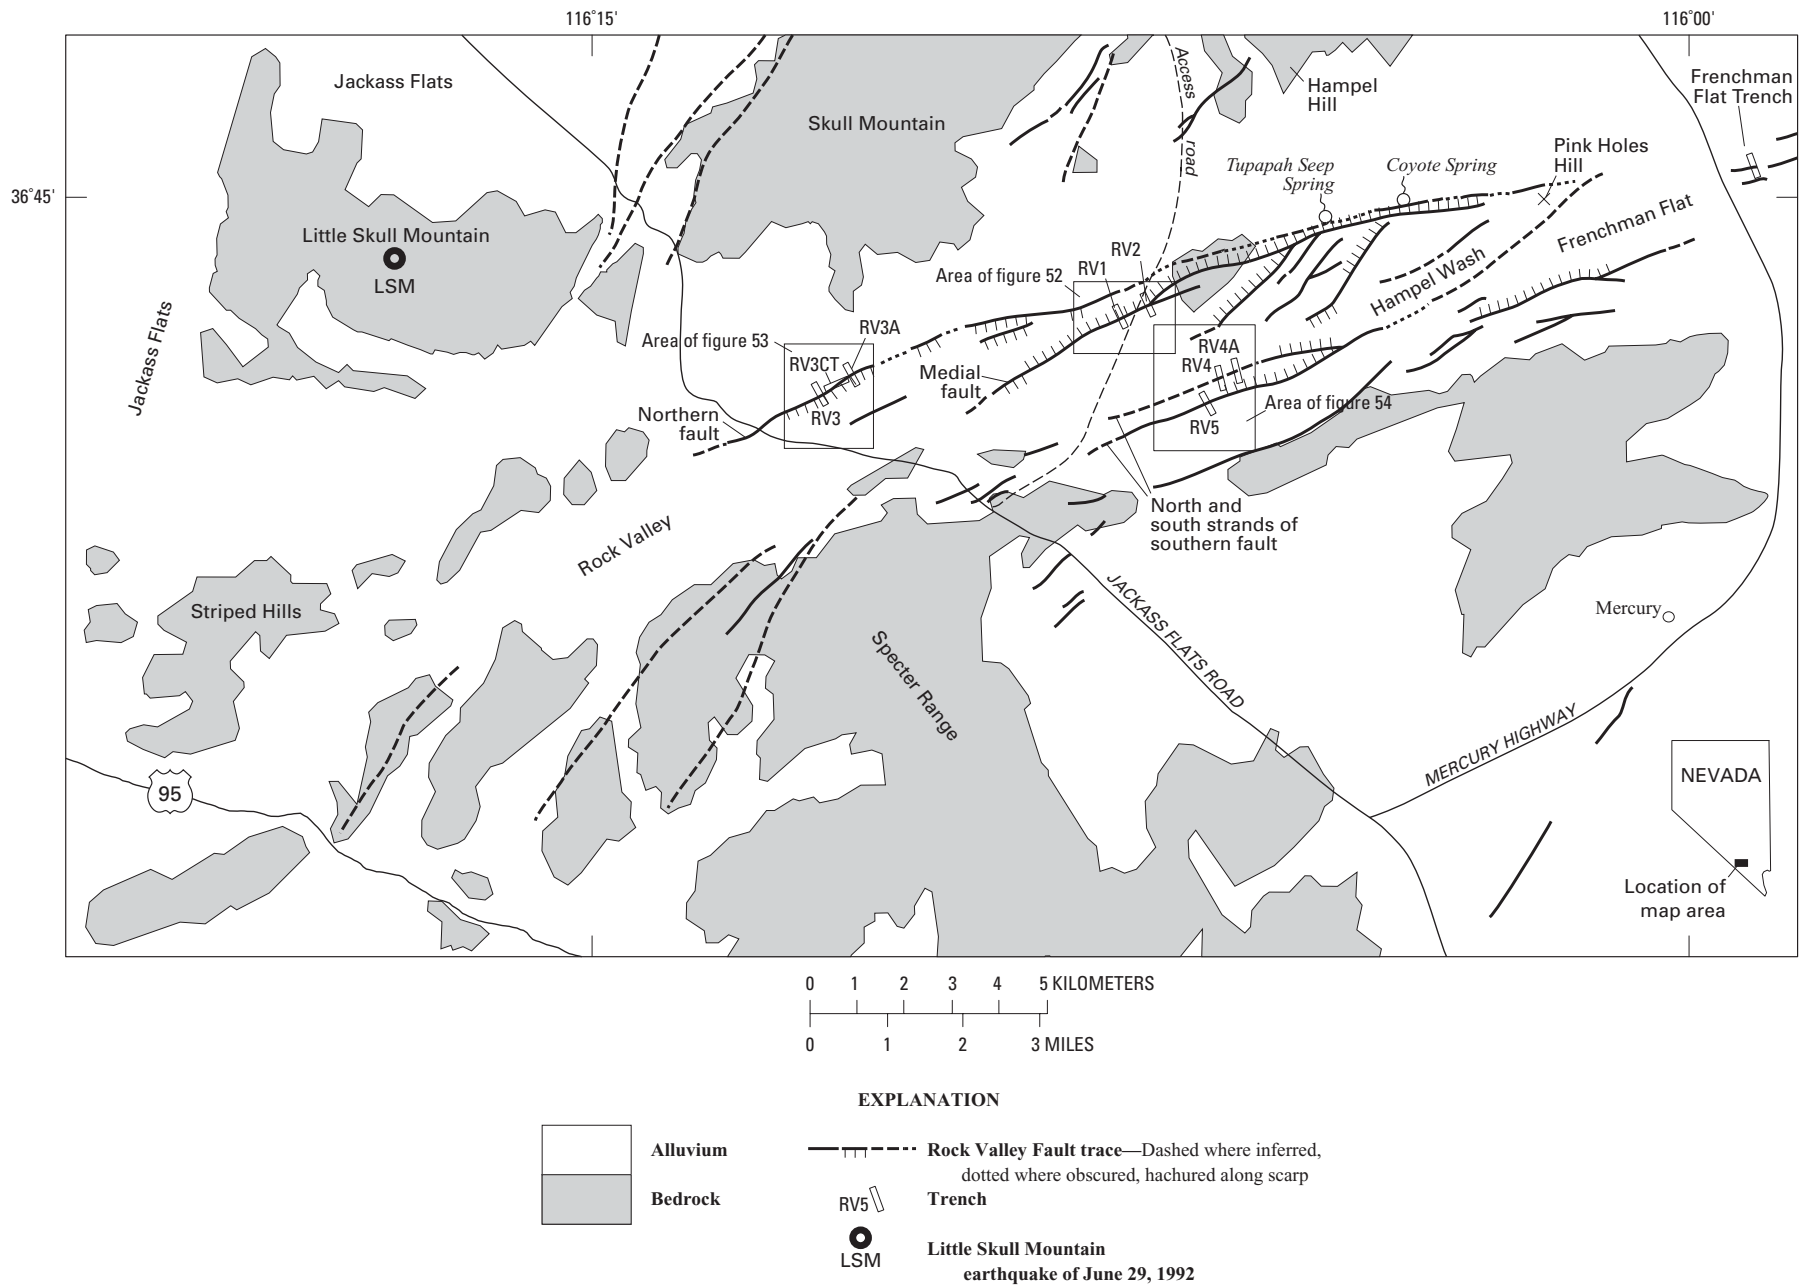 116°15'
116°00'
Jackass Flats
Skull Mountain
Access
road
Hampel
Hill
Frenchman
Flat Trench
Pink Holes
Hill
Tupapah Seep
Spring
Coyote Spring
36°45'
Little Skull Mountain
LSM
Frenchman Flat
Hampel Wash
RV2
RV1
Area of figure 52
Jackass Flats
RV3A
Area of figure 53
RV3CT
RV3
RV4A
RV4
Medial
fault
Area of figure 54
RV5
Northern
fault
North and
south strands of
southern fault
Rock Valley
Striped Hills
JACKASS FLATS ROAD
Mercury
Specter Range
MERCURY HIGHWAY
95
NEVADA
Location of
map area
0 1 2 3 4 5 KILOMETERS
0 1 2 3 MILES
EXPLANATION
Alluvium
Bedrock
Rock Valley Fault trace—Dashed where inferred,
dotted where obscured, hachured along scarp
RV5
Trench
LSM
Little Skull Mountain
earthquake of June 29, 1992